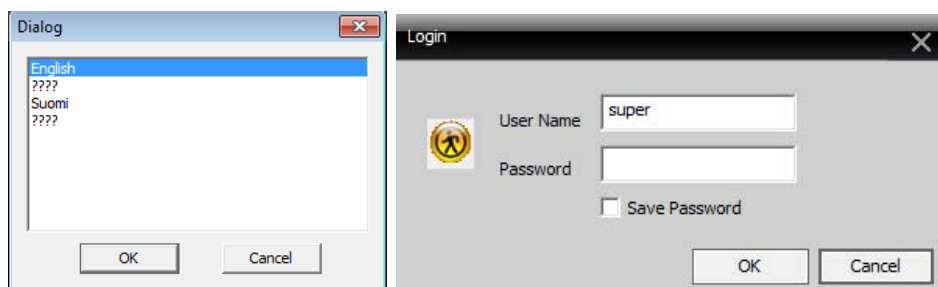 Dialog
English
????
Suomi
????
OK Cancel
Login
User Name super
Password
Save Password
OK Cancel